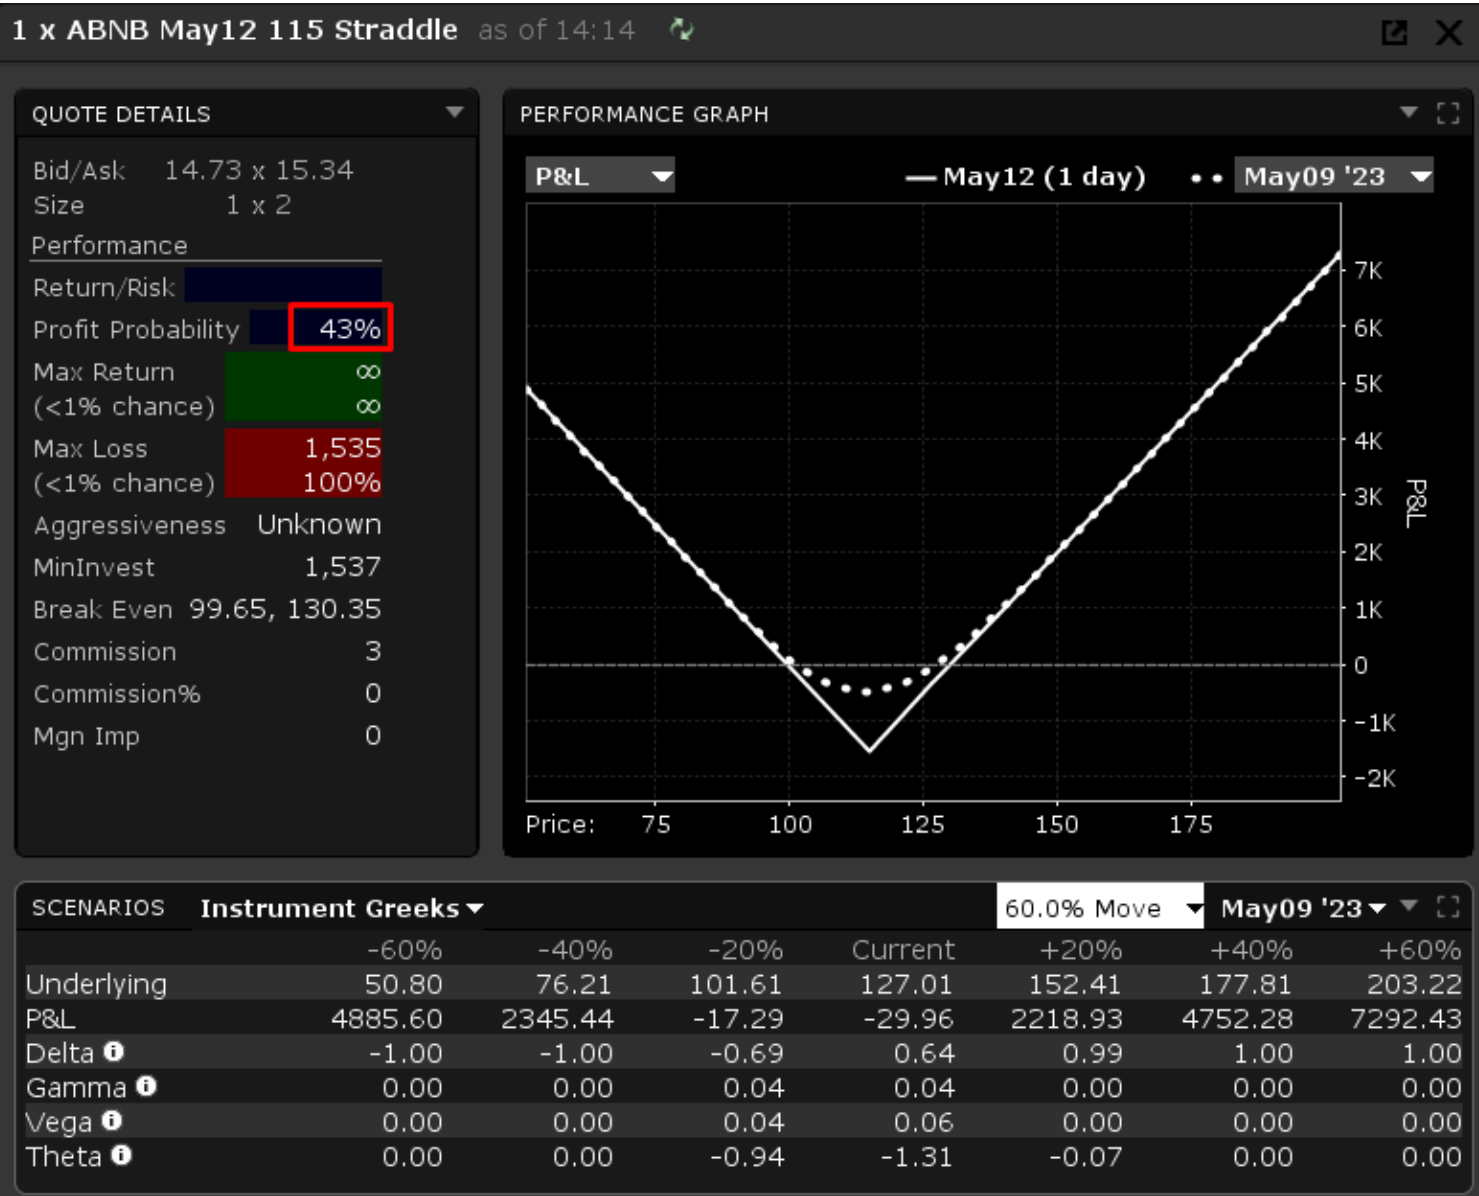 1 x ABNB May12 115 Straddle as of 14:14
QUOTE DETAILS
Bid/Ask 14.73 x 15.34
Size 1 x 2
Performance
Return/Risk
Profit Probability 43%
Max Return ∞
(<1% chance) ∞
Max Loss 1,535
(<1% chance) 100%
Aggressiveness Unknown
MinInvest 1,537
Break Even 99.65, 130.35
Commission 3
Commission% 0
Mgn Imp 0
PERFORMANCE GRAPH
P&L May12 (1 day) May09 '23
7K
6K
5K
4K
3K
2K
1K
0
-1K
-2K
P&L
Price: 75 100 125 150 175
SCENARIOS Instrument Greeks 60.0% Move May09 '23
-60% -40% -20% Current +20% +40% +60%
Underlying 50.80 76.21 101.61 127.01 152.41 177.81 203.22
P&L 4885.60 2345.44 -17.29 -29.96 2218.93 4752.28 7292.43
Delta -1.00 -1.00 -0.69 0.64 0.99 1.00 1.00
Gamma 0.00 0.00 0.04 0.04 0.00 0.00 0.00
Vega 0.00 0.00 0.04 0.06 0.00 0.00 0.00
Theta 0.00 0.00 -0.94 -1.31 -0.07 0.00 0.00